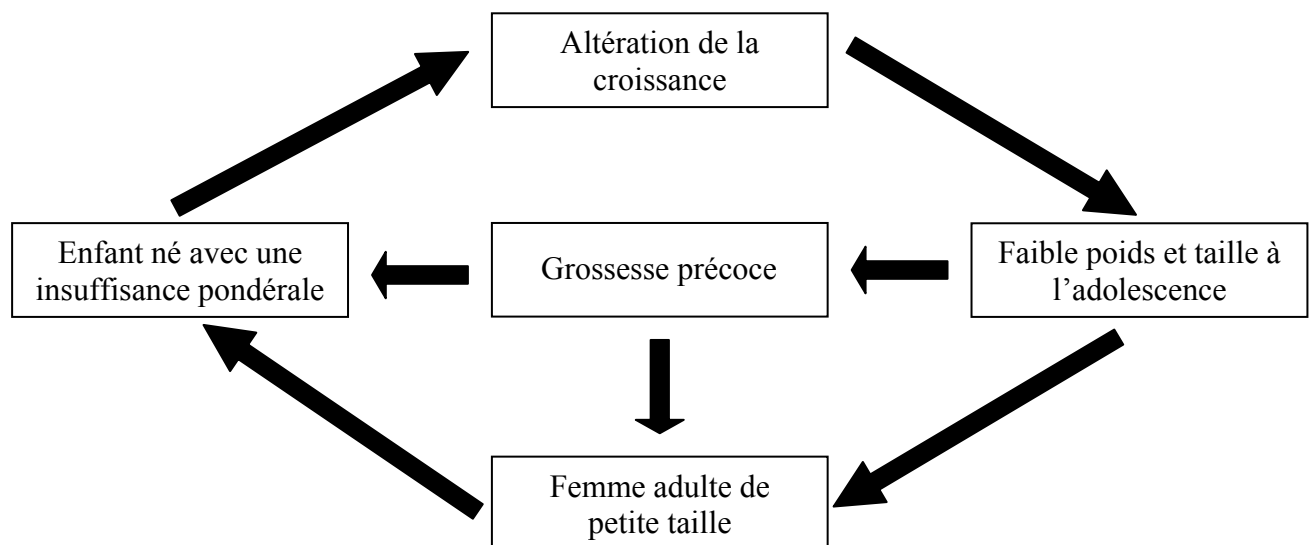 Altération de la
croissance
Enfant né avec une
insuffisance pondérale
Grossesse précoce
Faible poids et taille à
l’adolescence
Femme adulte de
petite taille